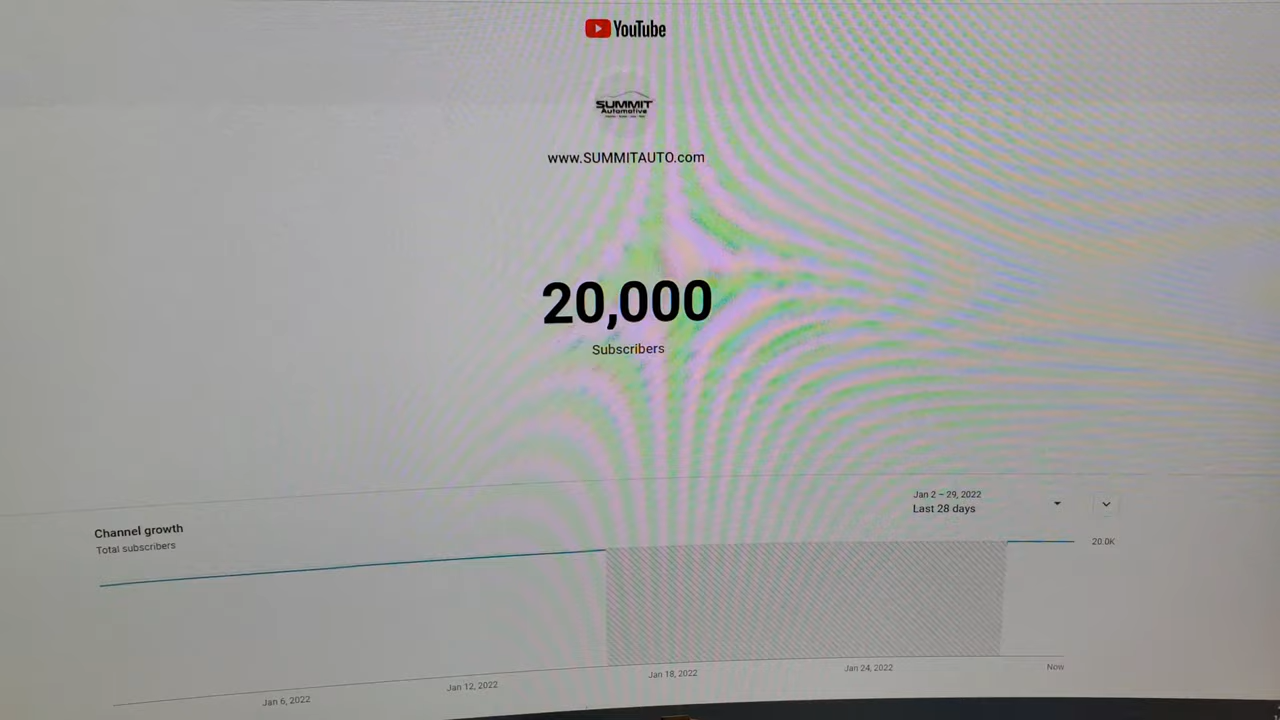 YouTube
SUMMIT
Automotive
www.SUMMITAUTO.com
20,000
Subscribers
Jan 2 – 29, 2022
Last 28 days
Channel growth
Total subscribers
20.0K
Jan 6, 2022
Jan 12, 2022
Jan 18, 2022
Jan 24, 2022
Now